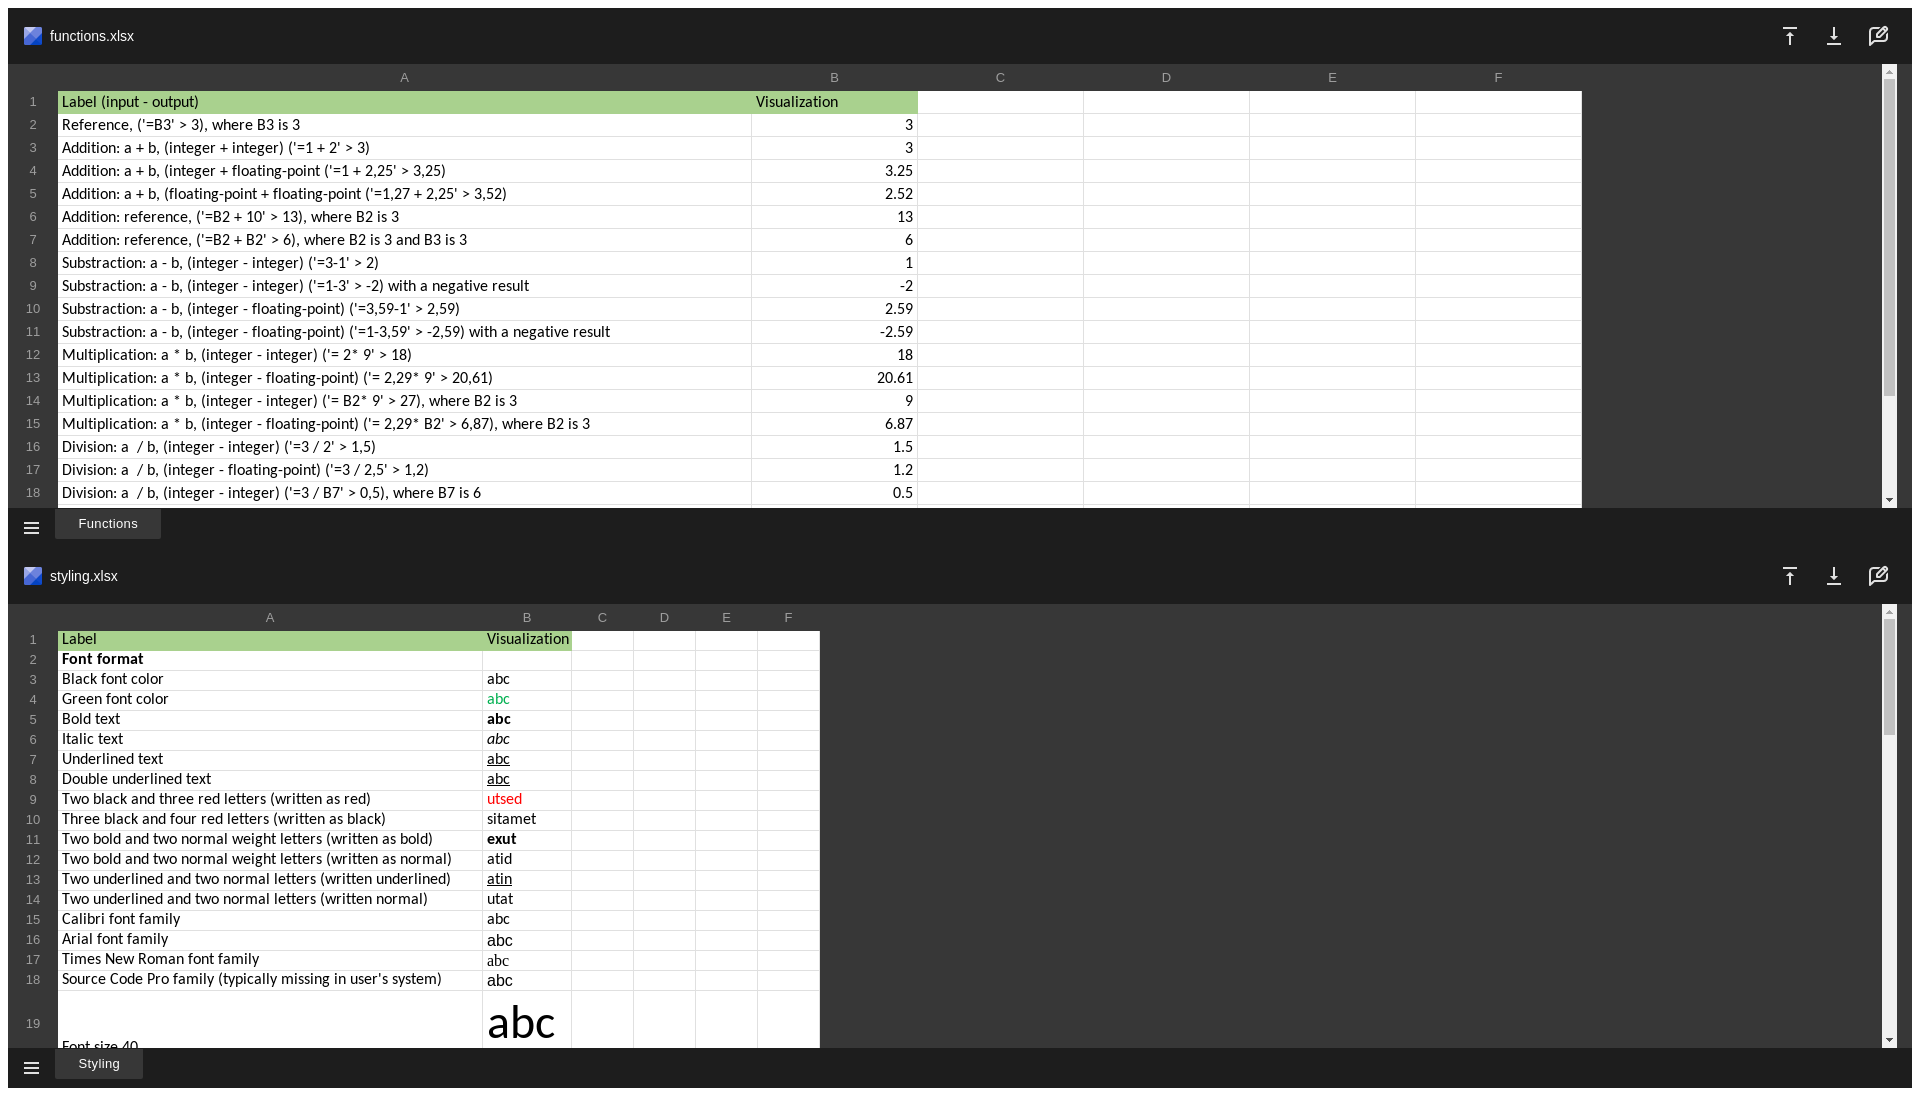 functions.xlsx
A B C D E F
1 Label (input - output) Visualization
2 Reference, ('=B3' > 3), where B3 is 3 3
3 Addition: a + b, (integer + integer) ('=1 + 2' > 3) 3
4 Addition: a + b, (integer + floating-point ('=1 + 2,25' > 3,25) 3.25
5 Addition: a + b, (floating-point + floating-point ('=1,27 + 2,25' > 3,52) 2.52
6 Addition: reference, ('=B2 + 10' > 13), where B2 is 3 13
7 Addition: reference, ('=B2 + B2' > 6), where B2 is 3 and B3 is 3 6
8 Substraction: a - b, (integer - integer) ('=3-1' > 2) 1
9 Substraction: a - b, (integer - integer) ('=1-3' > -2) with a negative result -2
10 Substraction: a - b, (integer - floating-point) ('=3,59-1' > 2,59) 2.59
11 Substraction: a - b, (integer - floating-point) ('=1-3,59' > -2,59) with a negative result -2.59
12 Multiplication: a * b, (integer - integer) ('= 2* 9' > 18) 18
13 Multiplication: a * b, (integer - floating-point) ('= 2,29* 9' > 20,61) 20.61
14 Multiplication: a * b, (integer - integer) ('= B2* 9' > 27), where B2 is 3 9
15 Multiplication: a * b, (integer - floating-point) ('= 2,29* B2' > 6,87), where B2 is 3 6.87
16 Division: a  / b, (integer - integer) ('=3 / 2' > 1,5) 1.5
17 Division: a  / b, (integer - floating-point) ('=3 / 2,5' > 1,2) 1.2
18 Division: a  / b, (integer - integer) ('=3 / B7' > 0,5), where B7 is 6 0.5
Functions
styling.xlsx
A B C D E F
1 Label Visualization
2 Font format
3 Black font color abc
4 Green font color abc
5 Bold text abc
6 Italic text abc
7 Underlined text abc
8 Double underlined text abc
9 Two black and three red letters (written as red) utsed
10 Three black and four red letters (written as black) sitamet
11 Two bold and two normal weight letters (written as bold) exut
12 Two bold and two normal weight letters (written as normal) atid
13 Two underlined and two normal letters (written underlined) atin
14 Two underlined and two normal letters (written normal) utat
15 Calibri font family abc
16 Arial font family abc
17 Times New Roman font family abc
18 Source Code Pro family (typically missing in user's system) abc
19 Font size 40 abc
Styling